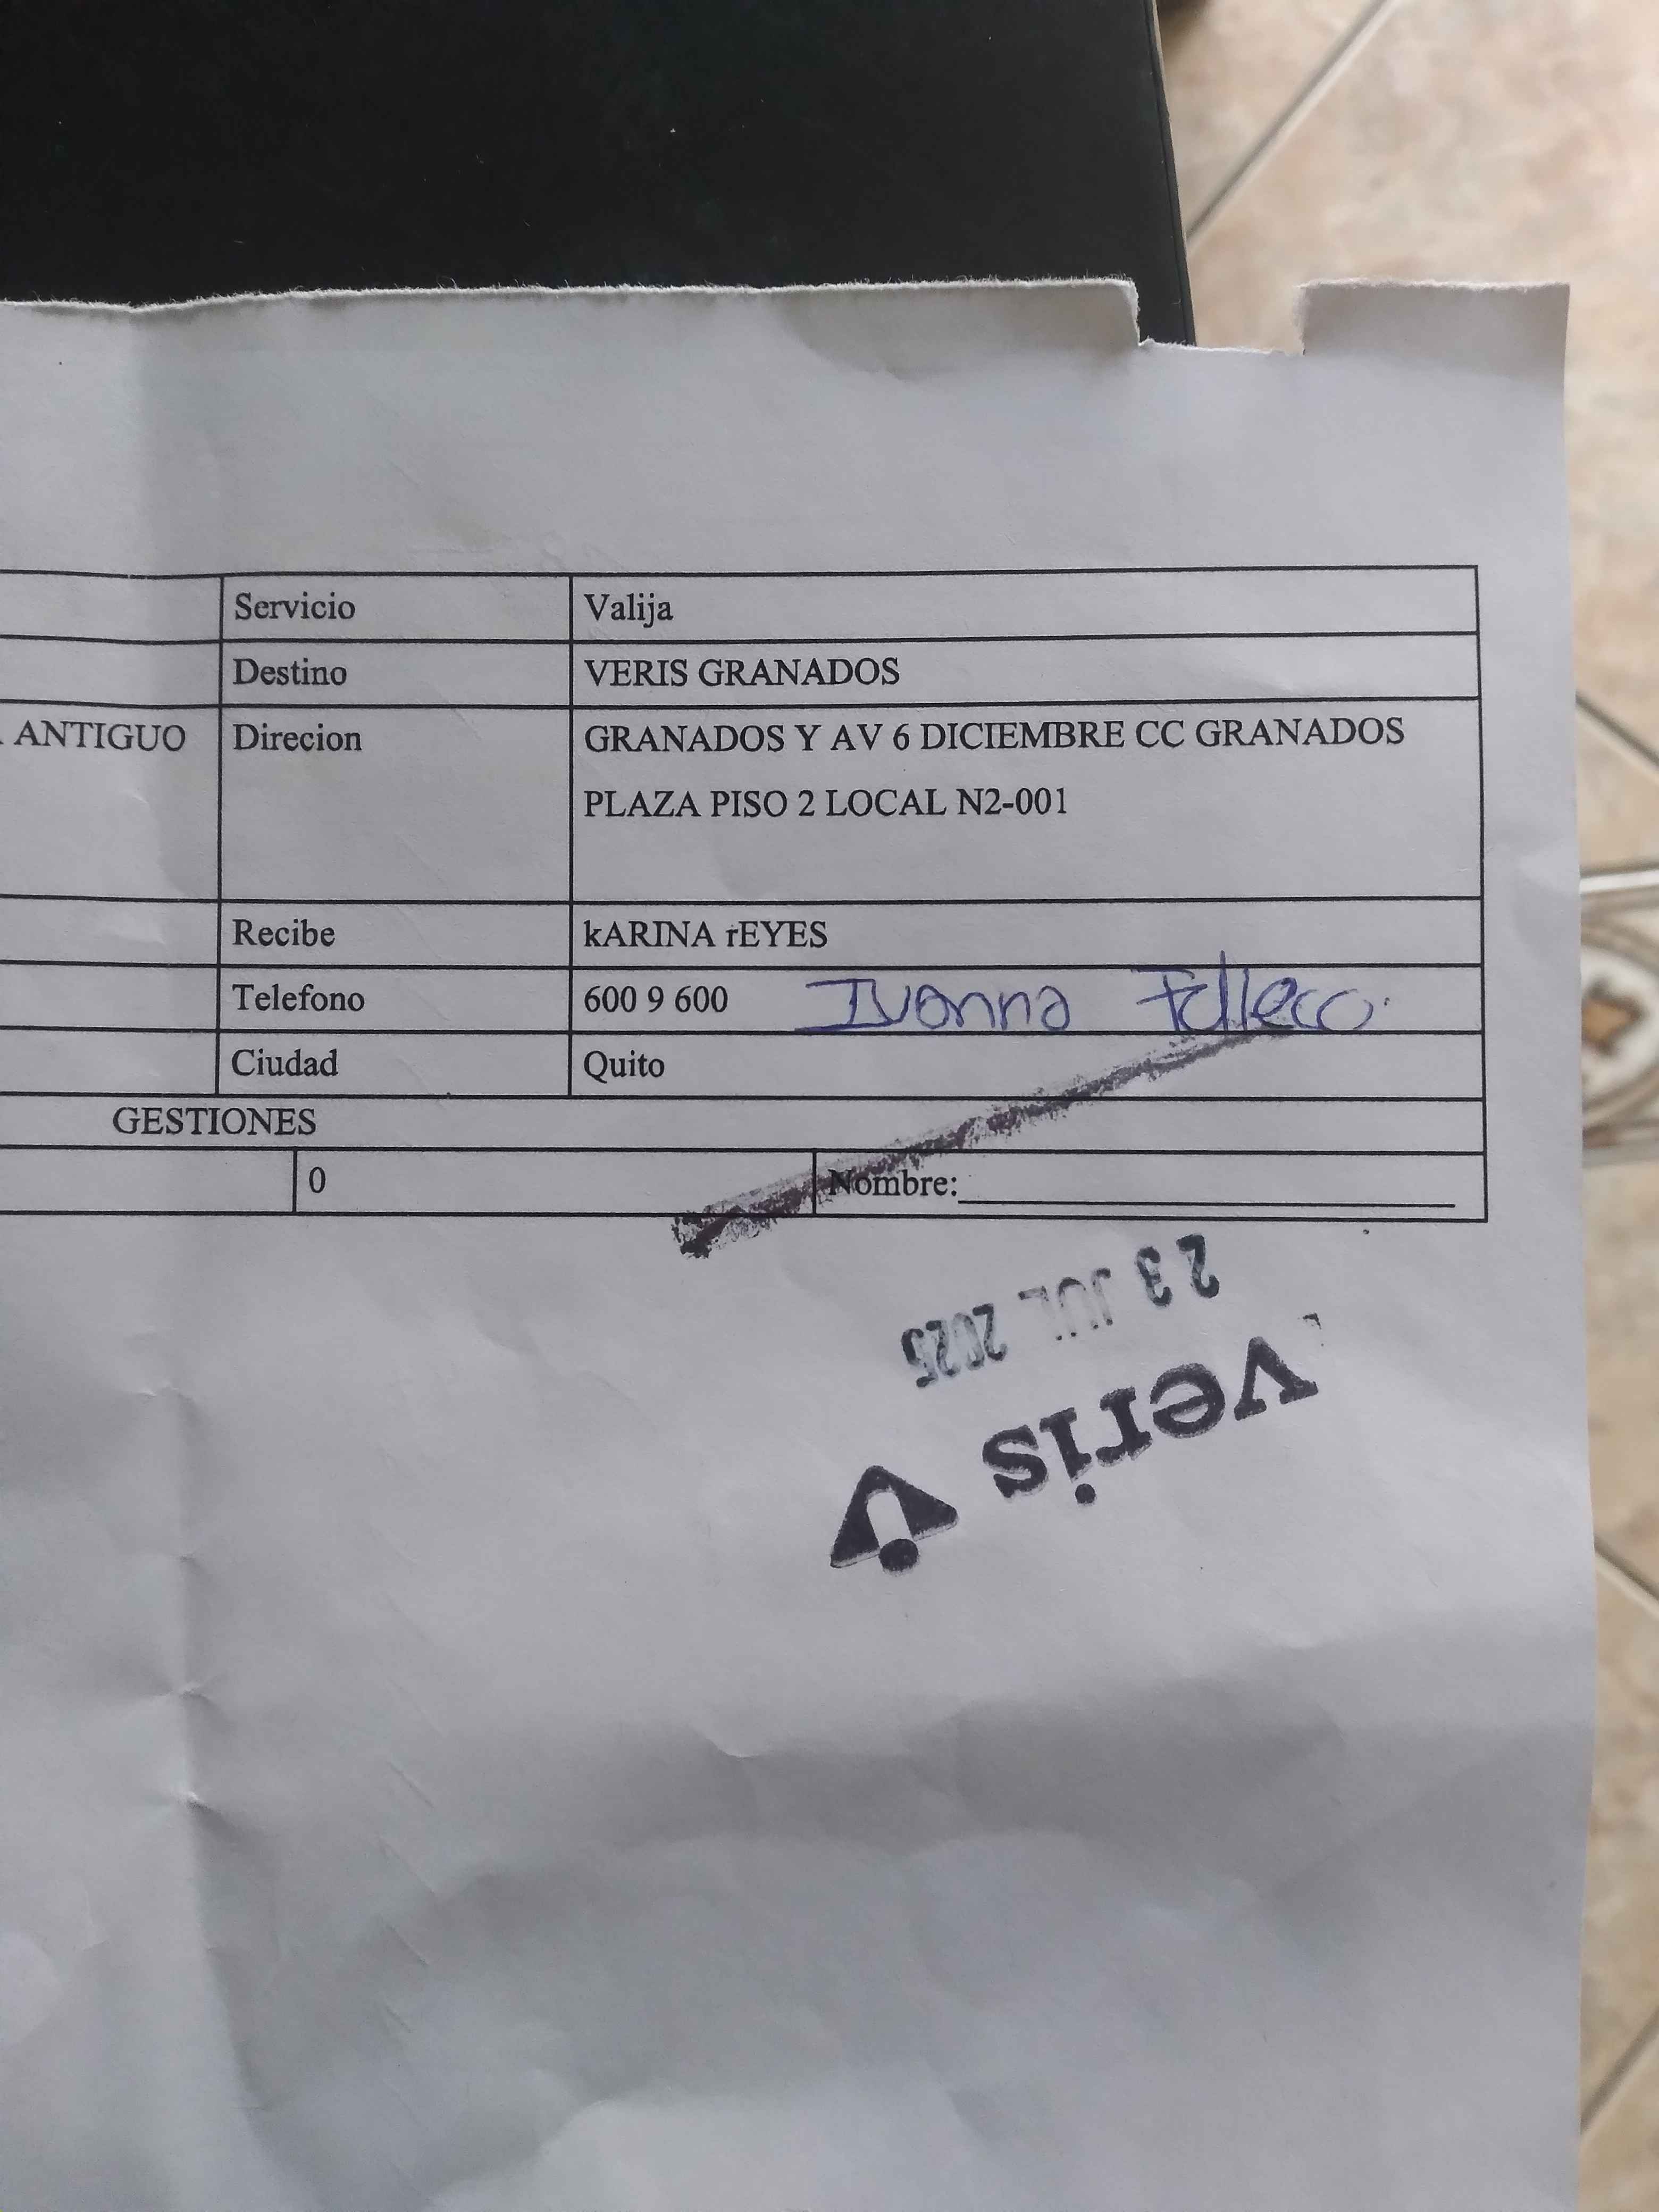 Servicio Valija
Destino VERIS GRANADOS
ANTIGUO Direcion GRANADOS Y AV 6 DICIEMBRE CC GRANADOS
PLAZA PISO 2 LOCAL N2-001
Recibe kARINA rEYES
Telefono 600 9 600 Ivonna
Ciudad Quito
GESTIONES
0 Nombre:
23 JUL 2025
veris